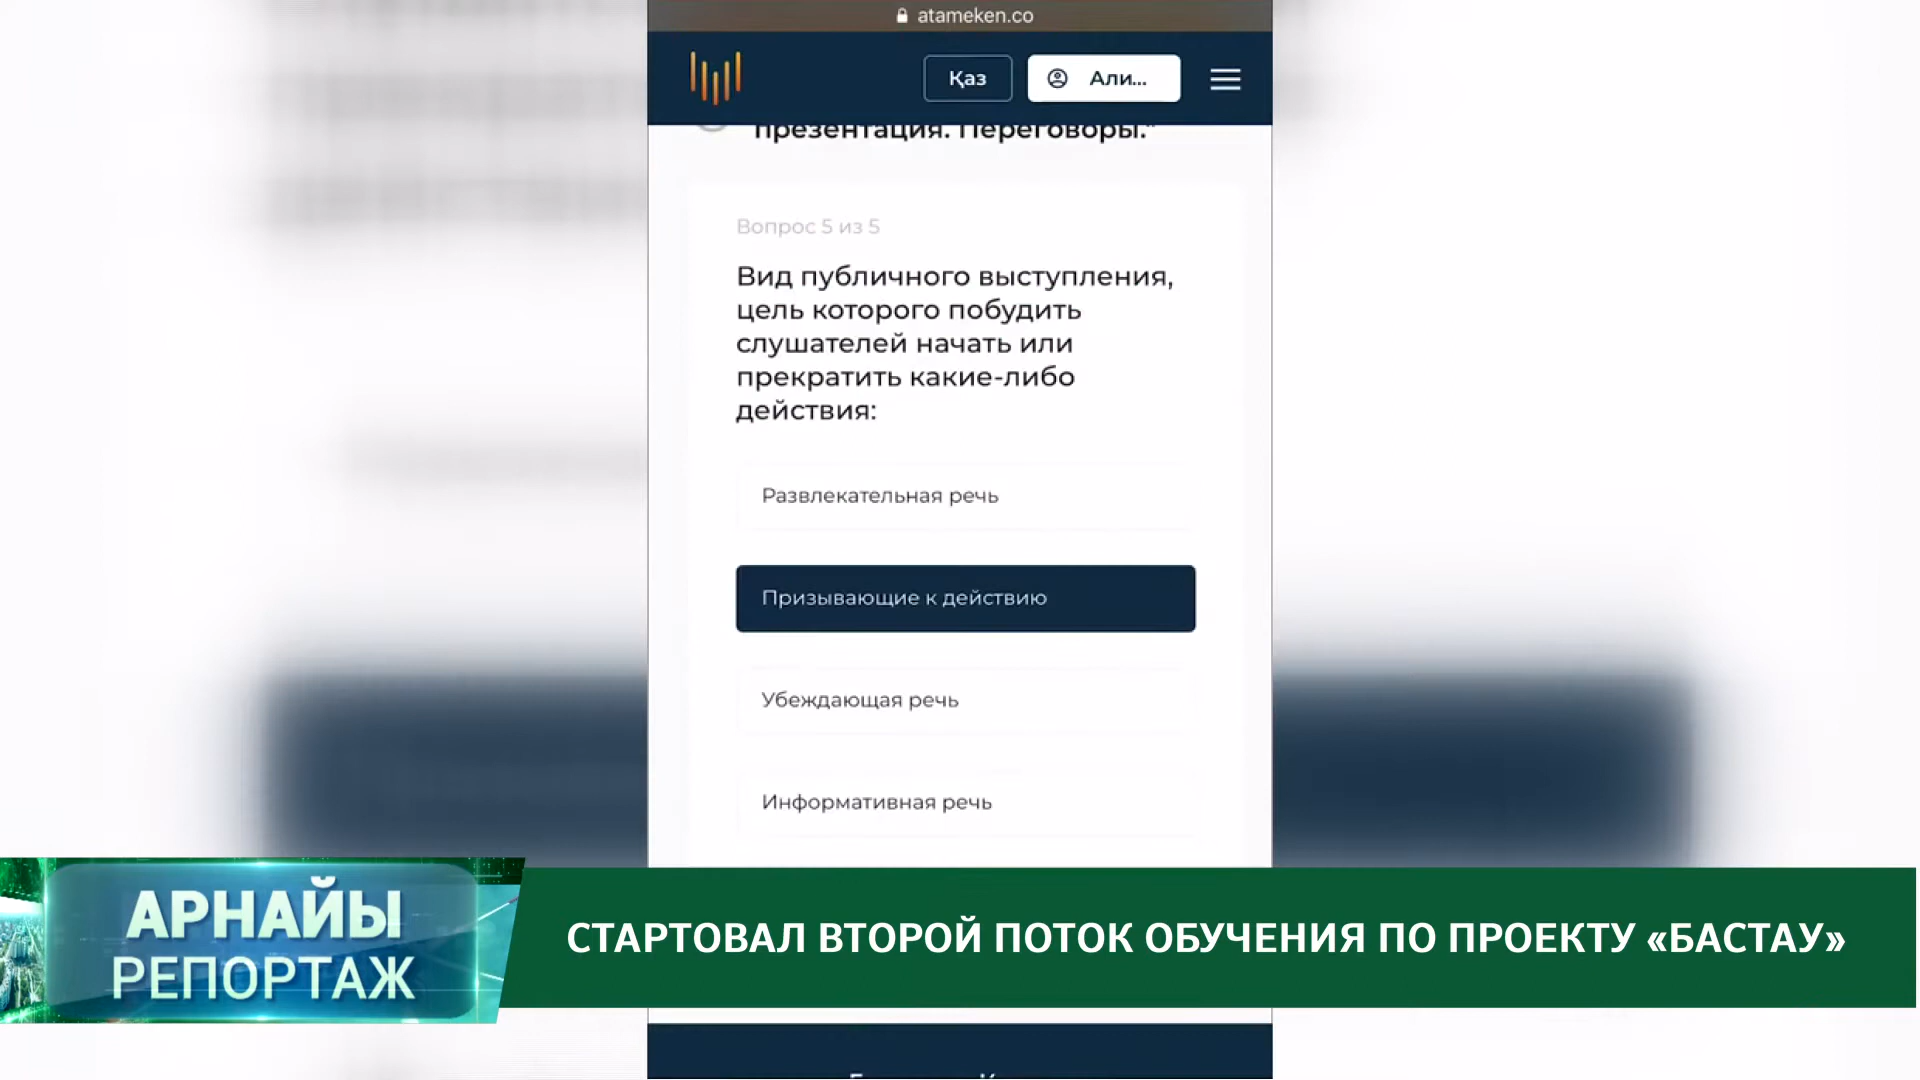 atameken.co
Қаз
Али...
презентация. Переговоры."
Вопрос 5 из 5
Вид публичного выступления,
цель которого побудить
слушателей начать или
прекратить какие-либо
действия:
Развлекательная речь
Призывающие к действию
Убеждающая речь
Информативная речь
АРНАЙЫ
РЕПОРТАЖ
СТАРТОВАЛ ВТОРОЙ ПОТОК ОБУЧЕНИЯ ПО ПРОЕКТУ «БАСТАУ»